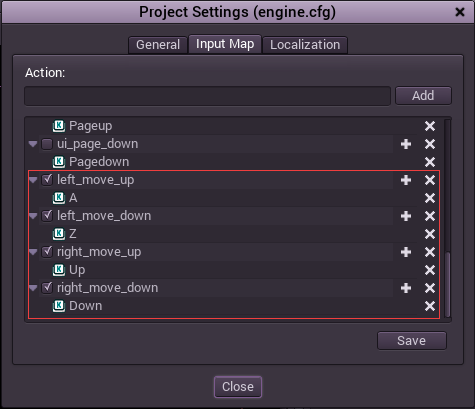 Project Settings (engine.cfg)
General Input Map Localization
Action:
Add
Pageup
ui_page_down
Pagedown
left_move_up
A
left_move_down
Z
right_move_up
Up
right_move_down
Down
Save
Close